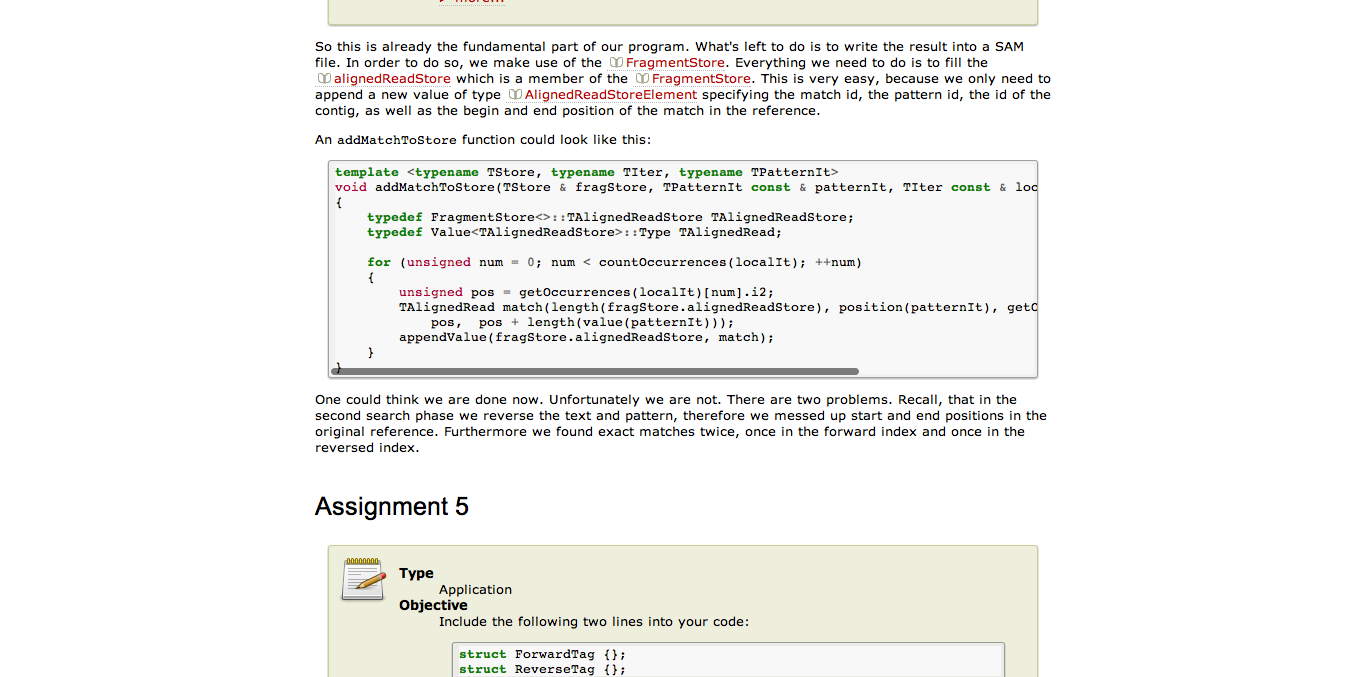 So this is already the fundamental part of our program. What's left to do is to write the result into a SAM
file. In order to do so, we make use of the FragmentStore. Everything we need to do is to fill the
alignedReadStore which is a member of the FragmentStore. This is very easy, because we only need to
append a new value of type AlignedReadStoreElement specifying the match id, the pattern id, the id of the
contig, as well as the begin and end position of the match in the reference.
An addMatchToStore function could look like this:
template <typename TStore, typename TIter, typename TPatternIt>
void addMatchToStore(TStore & fragStore, TPatternIt const & patternIt, TIter const & loc
{
    typedef FragmentStore<>::TAlignedReadStore TAlignedReadStore;
    typedef Value<TAlignedReadStore>::Type TAlignedRead;
    for (unsigned num = 0; num < countOccurrences(localIt); ++num)
    {
        unsigned pos = getOccurrences(localIt)[num].i2;
        TAlignedRead match(length(fragStore.alignedReadStore), position(patternIt), getO
            pos,  pos + length(value(patternIt)));
        appendValue(fragStore.alignedReadStore, match);
    }
}
One could think we are done now. Unfortunately we are not. There are two problems. Recall, that in the
second search phase we reverse the text and pattern, therefore we messed up start and end positions in the
original reference. Furthermore we found exact matches twice, once in the forward index and once in the
reversed index.
Assignment 5
Type
Application
Objective
Include the following two lines into your code:
struct ForwardTag {};
struct ReverseTag {};